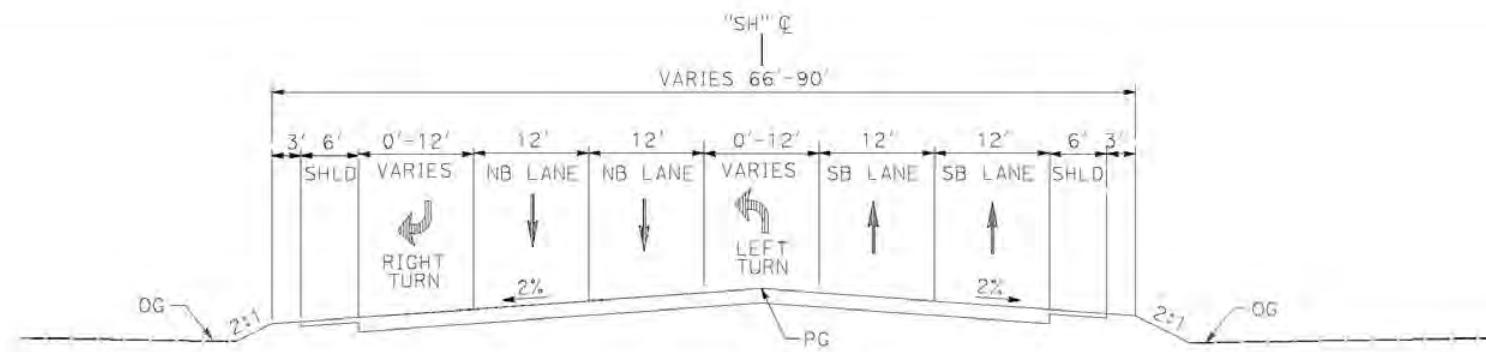 "SH" ℄
VARIES 66'-90'
3' 6' 0'-12' 12' 12' 0'-12' 12' 12' 6' 3'
SHLD VARIES NB LANE NB LANE VARIES SB LANE SB LANE SHLD
RIGHT
TURN
LEFT
TURN
2% 2%
OG 2:1 2:1 OG
PG